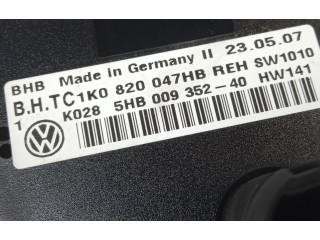 BHB Made in Germany II 23.05.07
B.H.TC1K0 820 047HB REH SW1010
1 K028 5HB 009 352-40 HW141